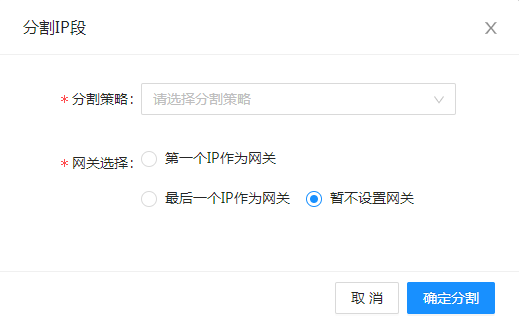 分割IP段
* 分割策略: 请选择分割策略
* 网关选择: 第一个IP作为网关
最后一个IP作为网关 暂不设置网关
取 消 确定分割